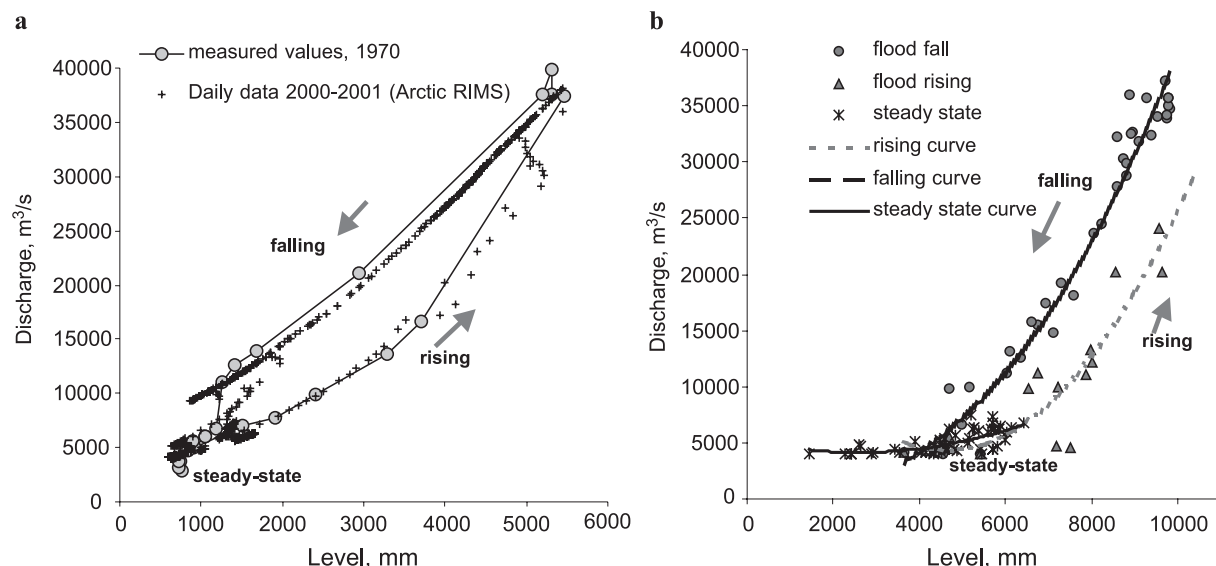 a
measured values, 1970
Daily data 2000-2001 (Arctic RIMS)
40000
35000
30000
25000
20000
15000
10000
5000
0
Discharge, m³/s
falling
rising
steady-state
0 1000 2000 3000 4000 5000 6000
Level, mm
b
flood fall
flood rising
steady state
rising curve
falling curve
steady state curve
40000
35000
30000
25000
20000
15000
10000
5000
0
Discharge, m³/s
falling
rising
steady-state
0 2000 4000 6000 8000 10000
Level, mm